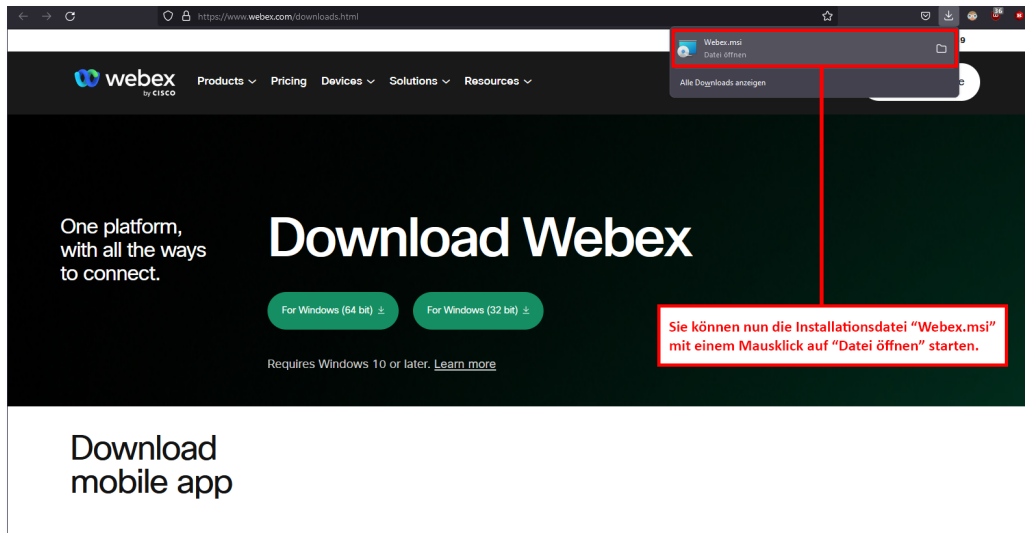 https://www.webex.com/downloads.html
36
Webex.msi
Datei öffnen
9
Alle Downloads anzeigen
webex
by CISCO
Products
Pricing
Devices
Solutions
Resources
e
One platform,
with all the ways
to connect.
Download Webex
For Windows (64 bit)
For Windows (32 bit)
Sie können nun die Installationsdatei “Webex.msi”
mit einem Mausklick auf “Datei öffnen” starten.
Requires Windows 10 or later. Learn more
Download
mobile app